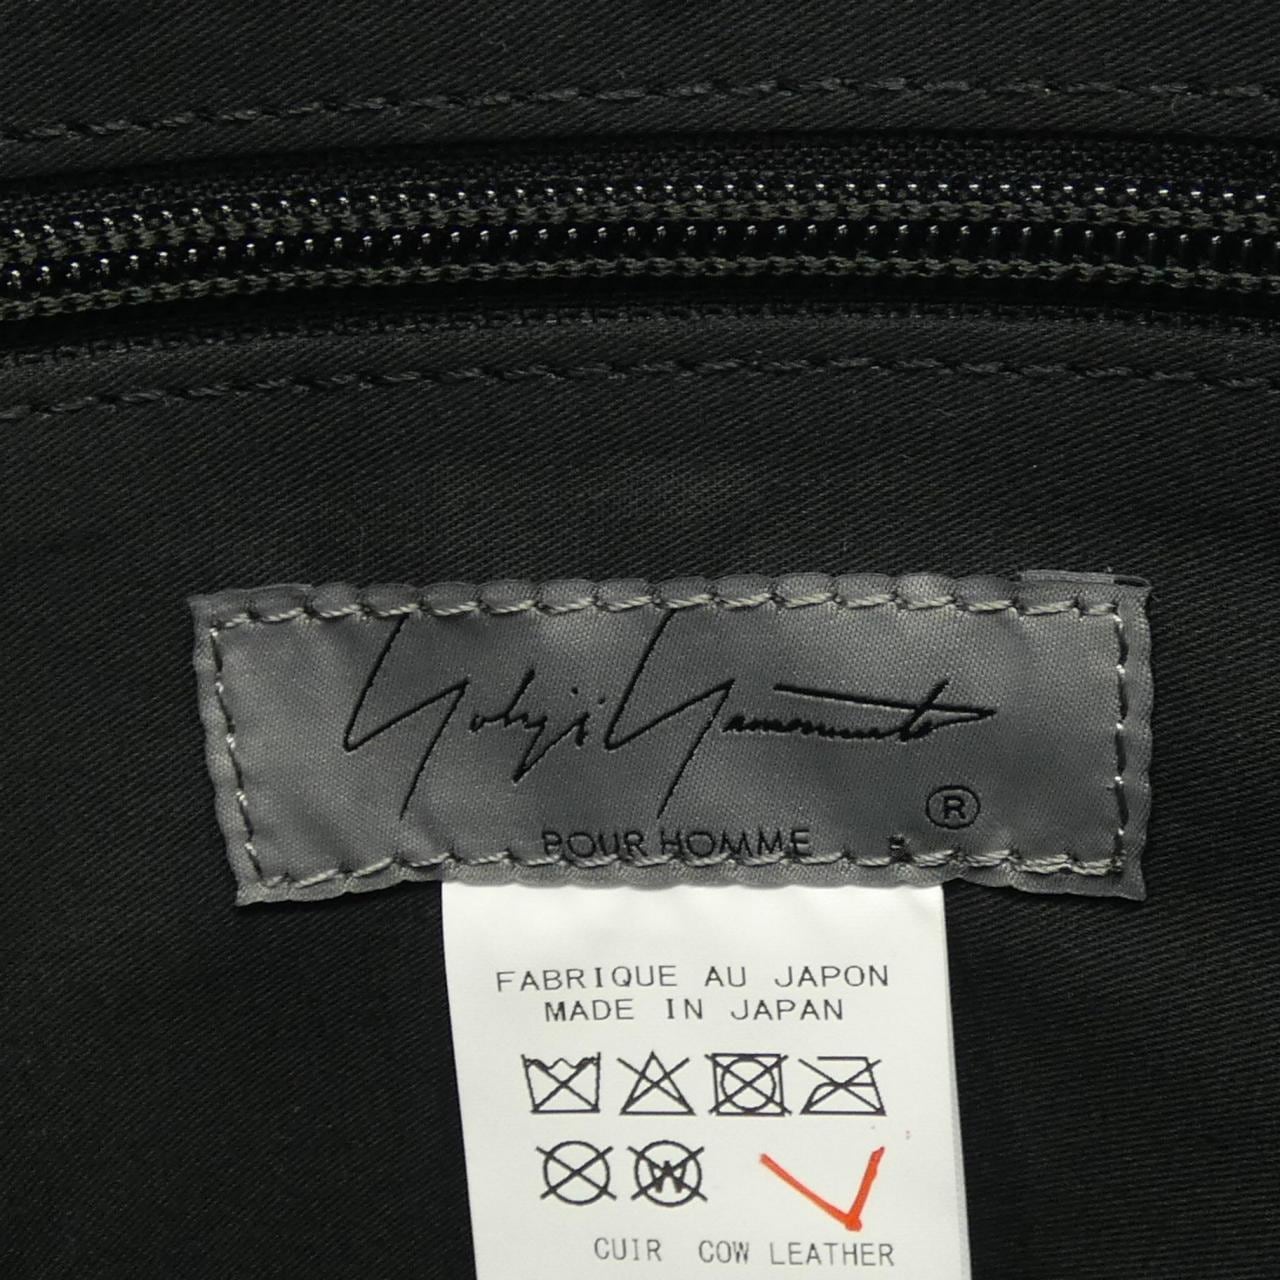 Yohji Yamamoto
®
POUR HOMME
FABRIQUE AU JAPON
MADE IN JAPAN
W
CUIR COW LEATHER